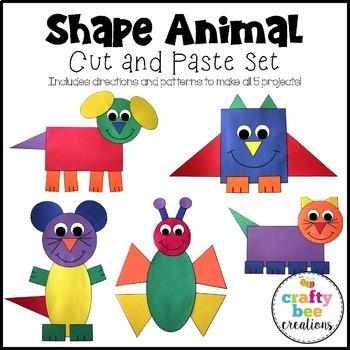 Shape Animal
Cut and Paste Set
Includes directions and patterns to make all 5 projects!
crafty
bee
creations